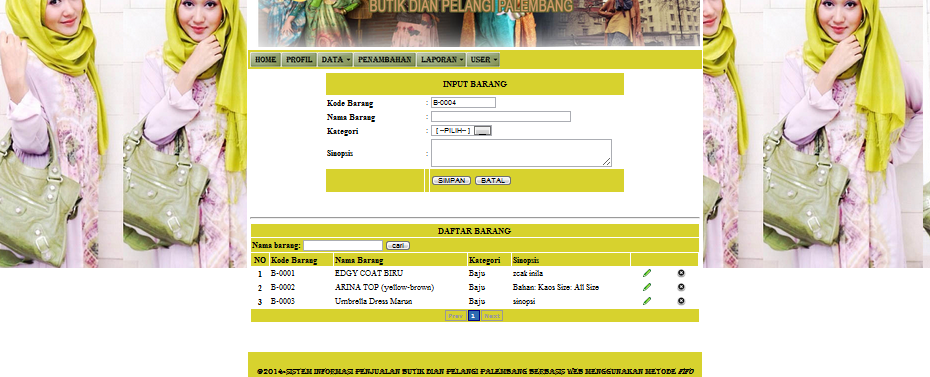 BUTIK DIAN PELANGI PALEMBANG
HOME PROFIL DATA PENAMBAHAN LAPORAN USER
INPUT BARANG
Kode Barang : B-0004
Nama Barang :
Kategori : [ --PILIH-- ] ...
Sinopsis :
SIMPAN BATAL
DAFTAR BARANG
Nama barang: cari
NO Kode Barang Nama Barang Kategori Sinopsis
1 B-0001 EDGY COAT BIRU Baju
2 B-0002 ARINA TOP (yellow-brown) Baju Bahan: Kaos Size: All Size
3 B-0003 Umbrella Dress Marun Baju sinopsi
Prev 1 Next
@2014-SISTEM INFORMASI PENJUALAN BUTIK DIAN PELANGI PALEMBANG BERBASIS WEB MENGGUNAKAN METODE